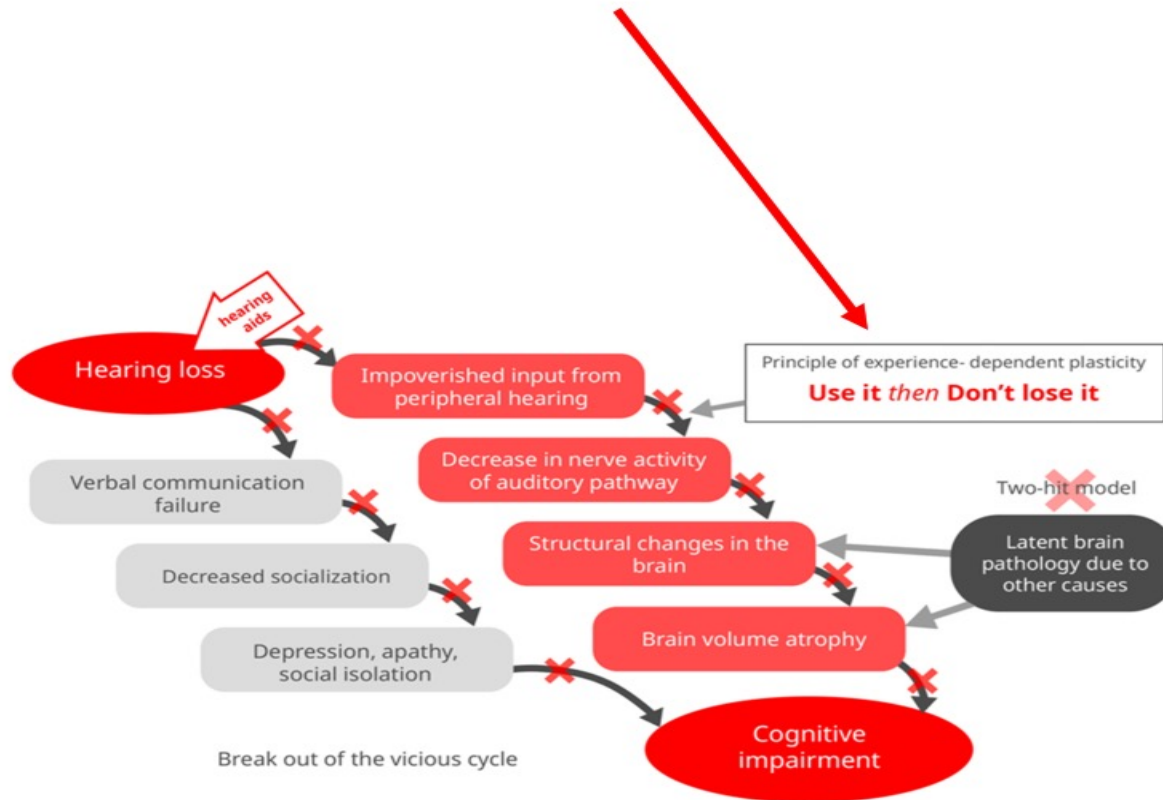 hearing
aids
Hearing loss
Impoverished input from
peripheral hearing
Principle of experience- dependent plasticity
Use it then Don't lose it
Decrease in nerve activity
of auditory pathway
Verbal communication
failure
Two-hit model
Structural changes in the
brain
Latent brain
pathology due to
other causes
Decreased socialization
Brain volume atrophy
Depression, apathy,
social isolation
Cognitive
impairment
Break out of the vicious cycle